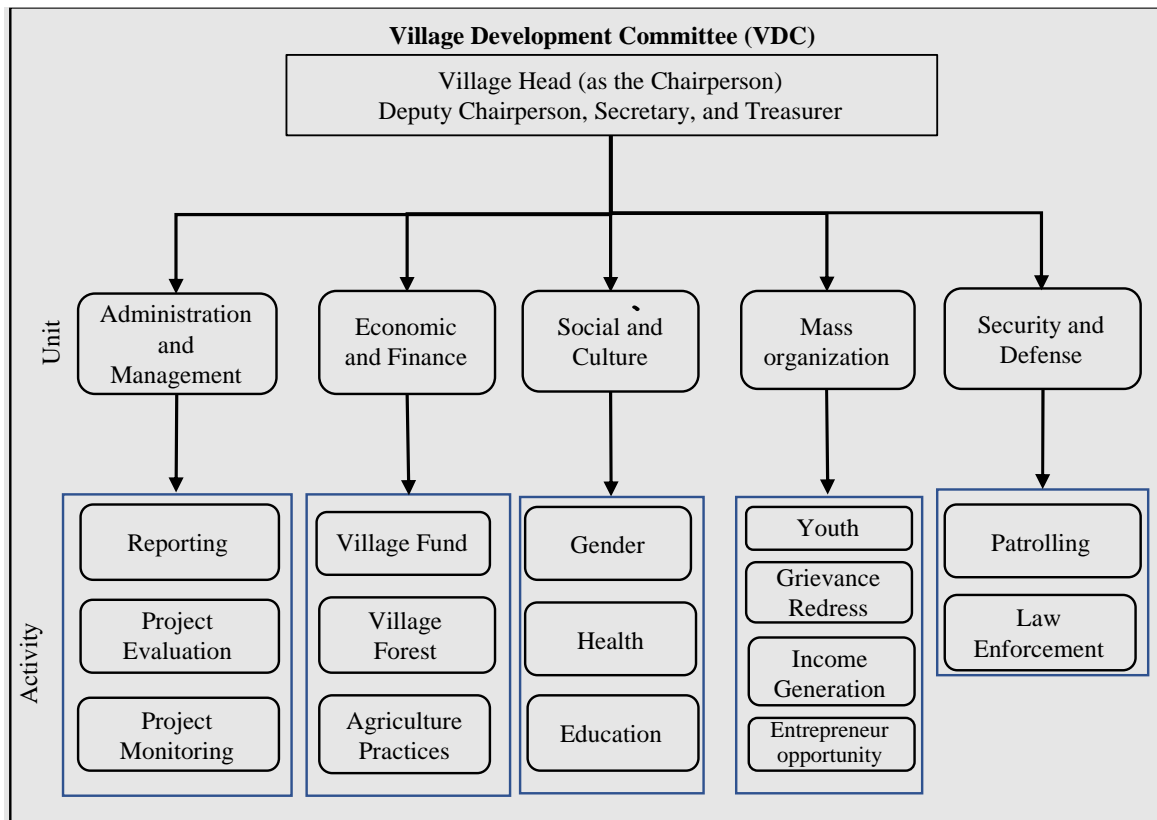 Village Development Committee (VDC)
Village Head (as the Chairperson)
Deputy Chairperson, Secretary, and Treasurer
Unit
Administration
and
Management
Economic
and Finance
Social and
Culture
Mass
organization
Security and
Defense
Activity
Reporting
Project
Evaluation
Project
Monitoring
Village Fund
Village
Forest
Agriculture
Practices
Gender
Health
Education
Youth
Grievance
Redress
Income
Generation
Entrepreneur
opportunity
Patrolling
Law
Enforcement